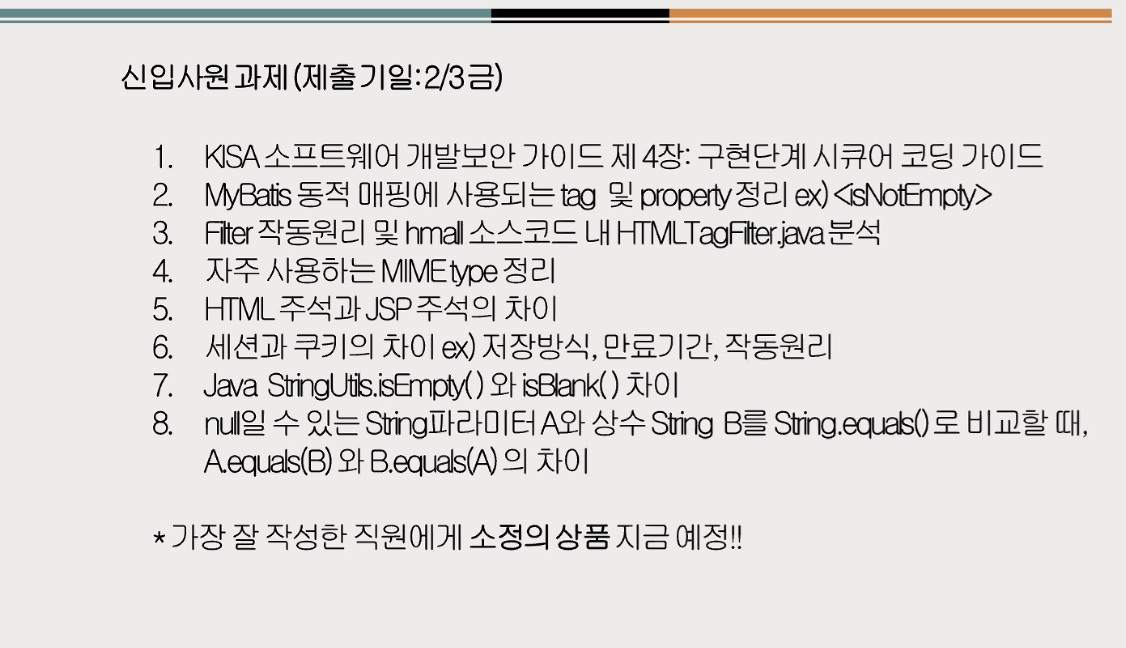 신입사원 과제 (제출 기일: 2/3 금)
1. KISA 소프트웨어 개발보안 가이드 제 4장: 구현단계 시큐어 코딩 가이드
2. MyBatis 동적 매핑에 사용되는 tag 및 property 정리 ex) <isNotEmpty>
3. Filter 작동원리 및 hmall 소스코드 내 HTMLTagFilter.java 분석
4. 자주 사용하는 MIME type 정리
5. HTML 주석과 JSP 주석의 차이
6. 세션과 쿠키의 차이 ex) 저장방식, 만료기간, 작동원리
7. Java StringUtils.isEmpty( ) 와 isBlank( ) 차이
8. null일 수 있는 String파라미터 A와 상수 String B를 String.equals() 로 비교할 때,
A.equals(B) 와 B.equals(A) 의 차이
* 가장 잘 작성한 직원에게 소정의 상품 지금 예정!!